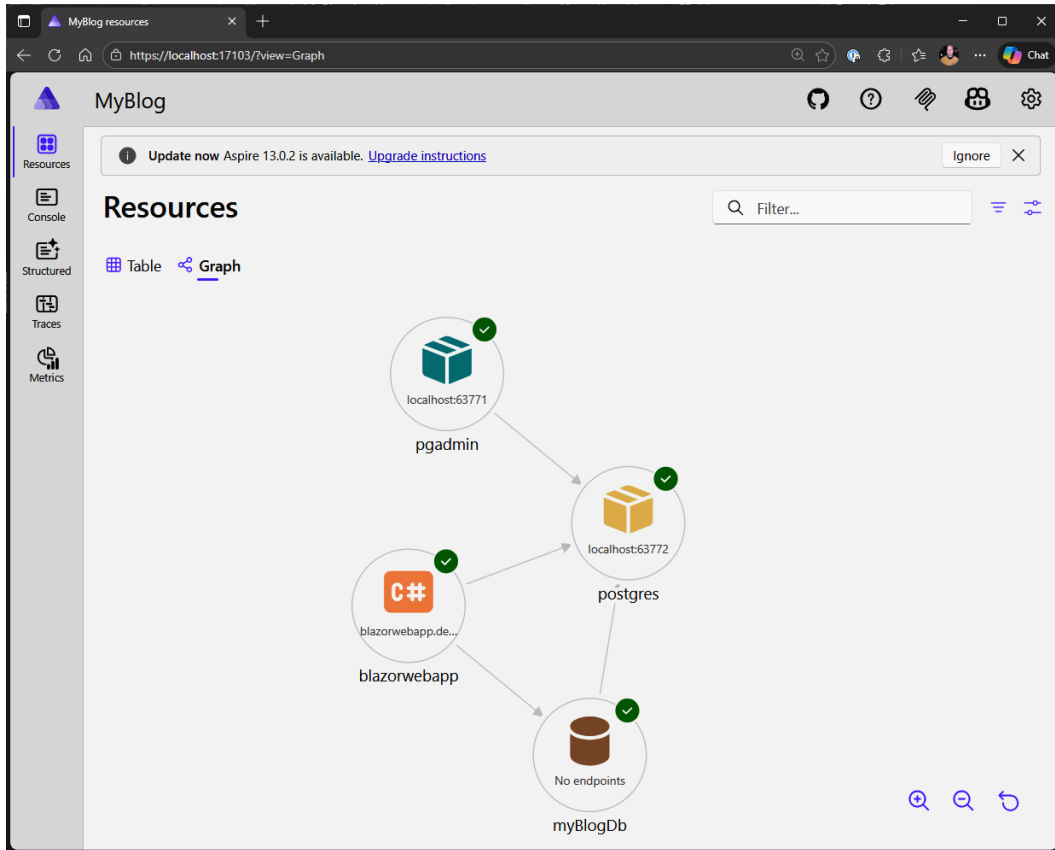 MyBlog resources
https://localhost:17103/?view=Graph
Chat
MyBlog
Resources
Console
Structured
Traces
Metrics
Update now Aspire 13.0.2 is available. Upgrade instructions
Ignore
Resources
Filter...
Table
Graph
localhost:63771
pgadmin
localhost:63772
postgres
C#
blazorwebapp.de...
blazorwebapp
No endpoints
myBlogDb